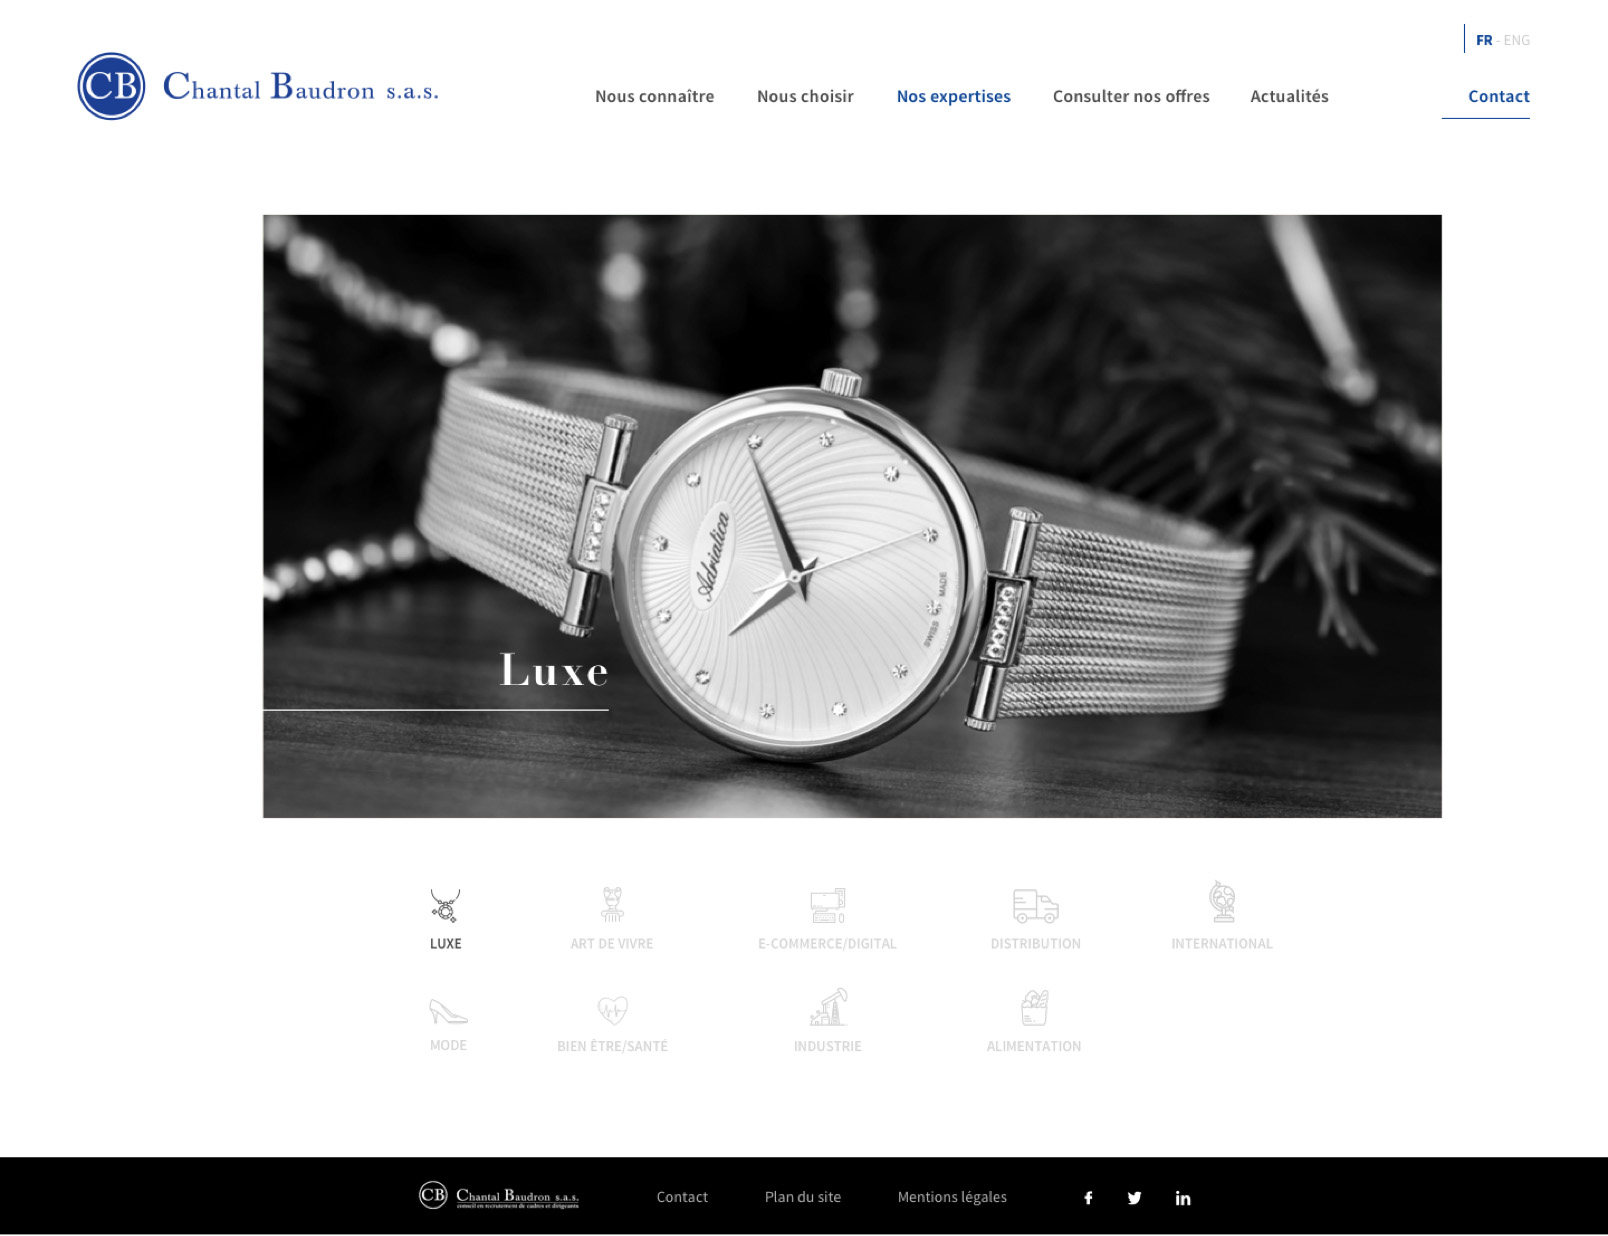 FR - ENG
CB Chantal Baudron s.a.s.
Nous connaître Nous choisir Nos expertises Consulter nos offres Actualités Contact
Adriatica
SWISS MADE
Luxe
LUXE ART DE VIVRE E-COMMERCE/DIGITAL DISTRIBUTION INTERNATIONAL
MODE BIEN ÊTRE/SANTÉ INDUSTRIE ALIMENTATION
CB Chantal Baudron s.a.s.
conseil en recrutement de cadres et dirigeants
Contact Plan du site Mentions légales